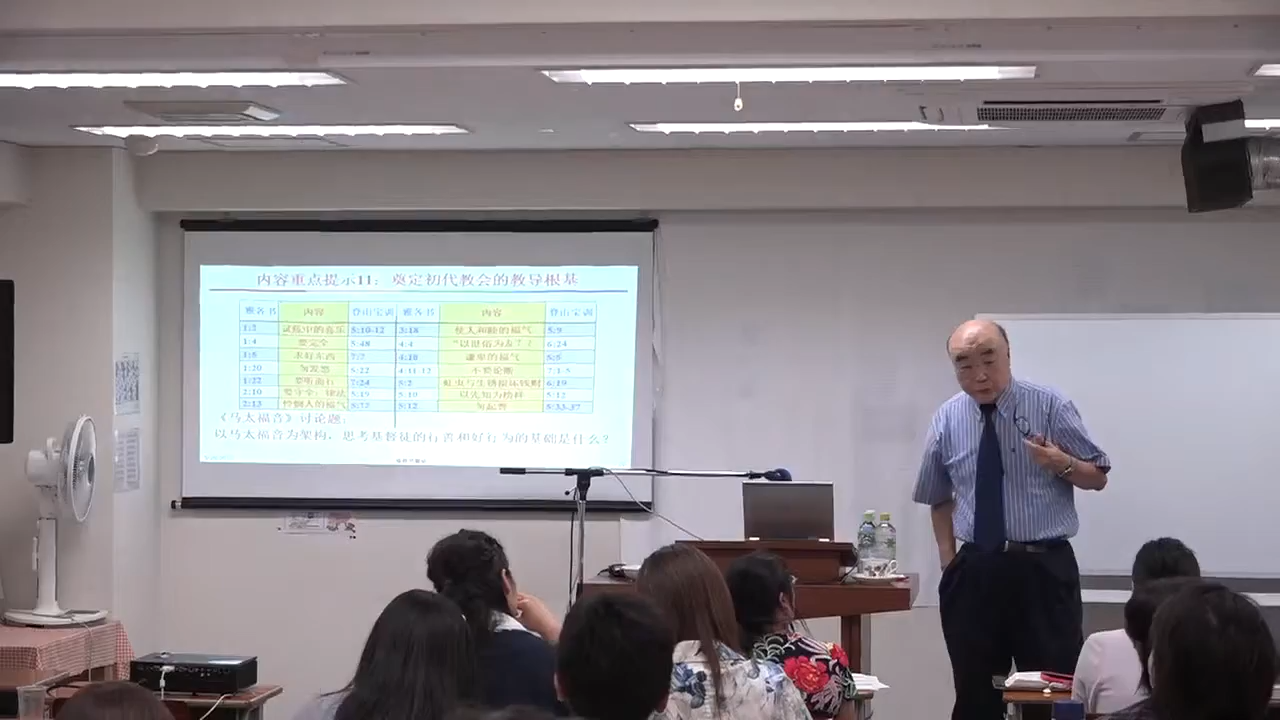 内容重点提示11：奠定初代教会的教导根基
雅各书 内容 登山宝训 雅各书 内容 登山宝训
1:2 试炼中的喜乐 5:10-12 3:18 使人和睦的福气 5:9
1:4 要完全 5:48 4:4 “以世俗为友？” 6:24
1:5 求好东西 7:7 4:10 谦卑的福气 5:5
1:20 勿发怒 5:22 4:11-12 不要论断 7:1-5
1:22 要听而行 7:24 5:2 虫与生锈损坏钱财 6:19
2:10 要守全 律法 5:19 5:10 以先知为榜样 5:12
2:13 怜悯人的福气 5:7 5:12 勿起誓 5:33-37
《马太福音》讨论题：
以马太福音为架构，思考基督徒的行善和好行为的基础是什么？